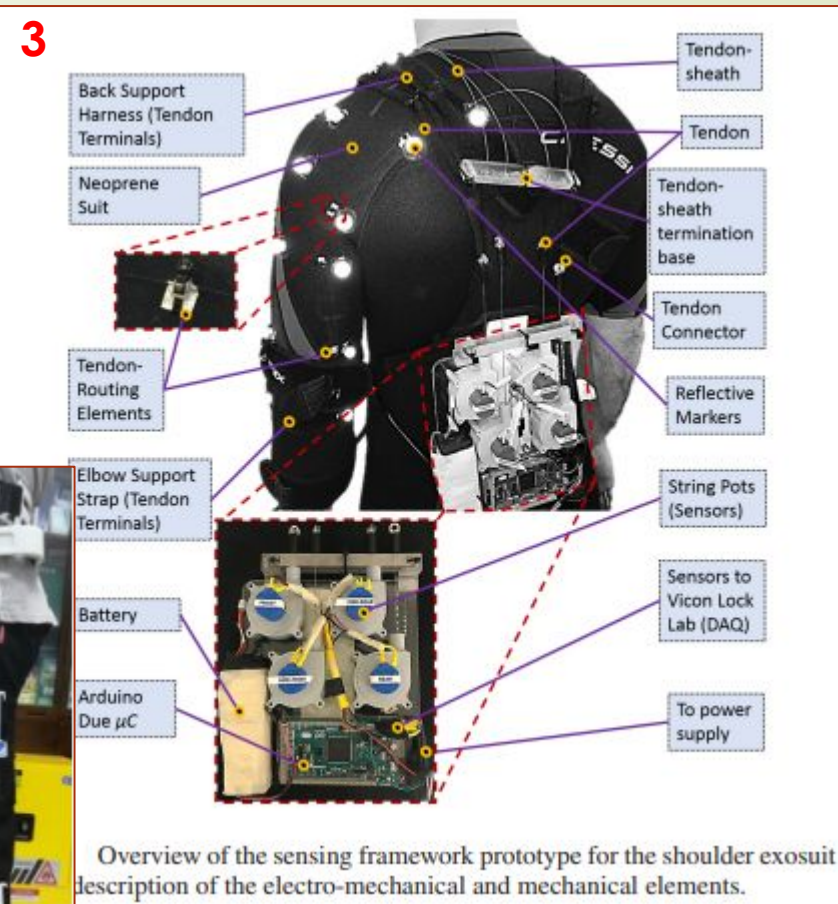 3
Back Support
Harness (Tendon
Terminals)
Neoprene
Suit
Tendon-
Routing
Elements
Elbow Support
Strap (Tendon
Terminals)
Battery
Arduino
Due μC
Tendon-
sheath
Tendon
Tendon-
sheath
termination
base
Tendon
Connector
Reflective
Markers
String Pots
(Sensors)
Sensors to
Vicon Lock
Lab (DAQ)
To power
supply
Overview of the sensing framework prototype for the shoulder exosuit
description of the electro-mechanical and mechanical elements.